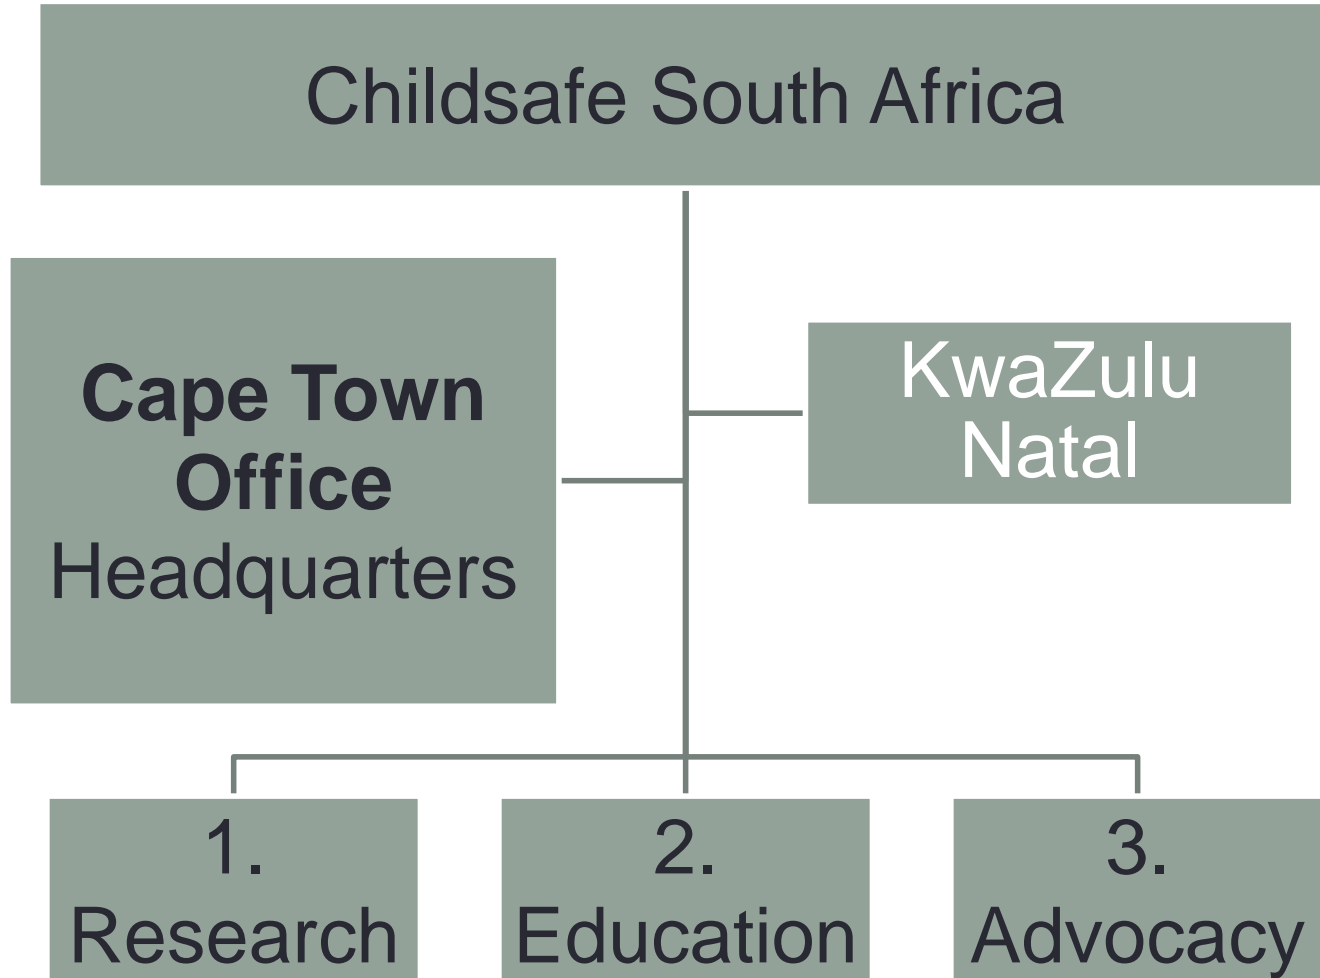 Childsafe South Africa
Cape Town
Office
Headquarters
KwaZulu
Natal
1.
Research
2.
Education
3.
Advocacy